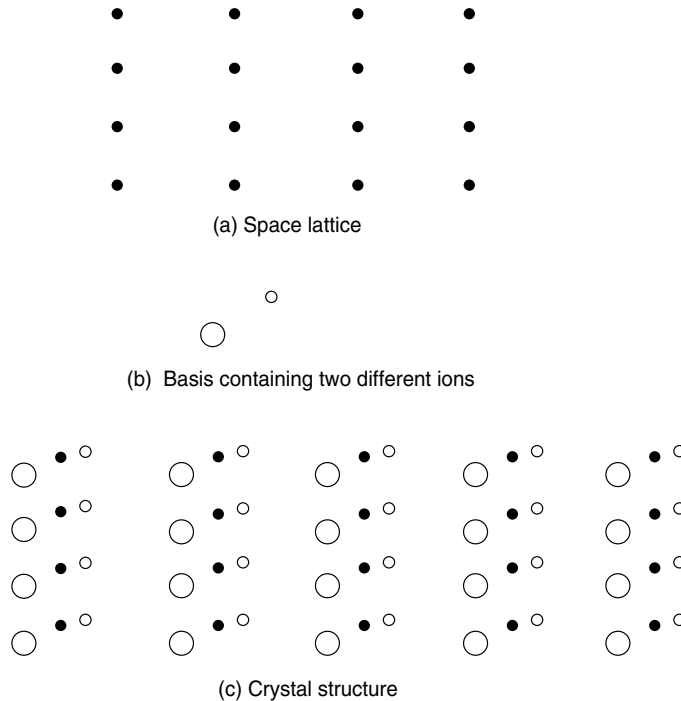 (a) Space lattice
(b) Basis containing two different ions
(c) Crystal structure